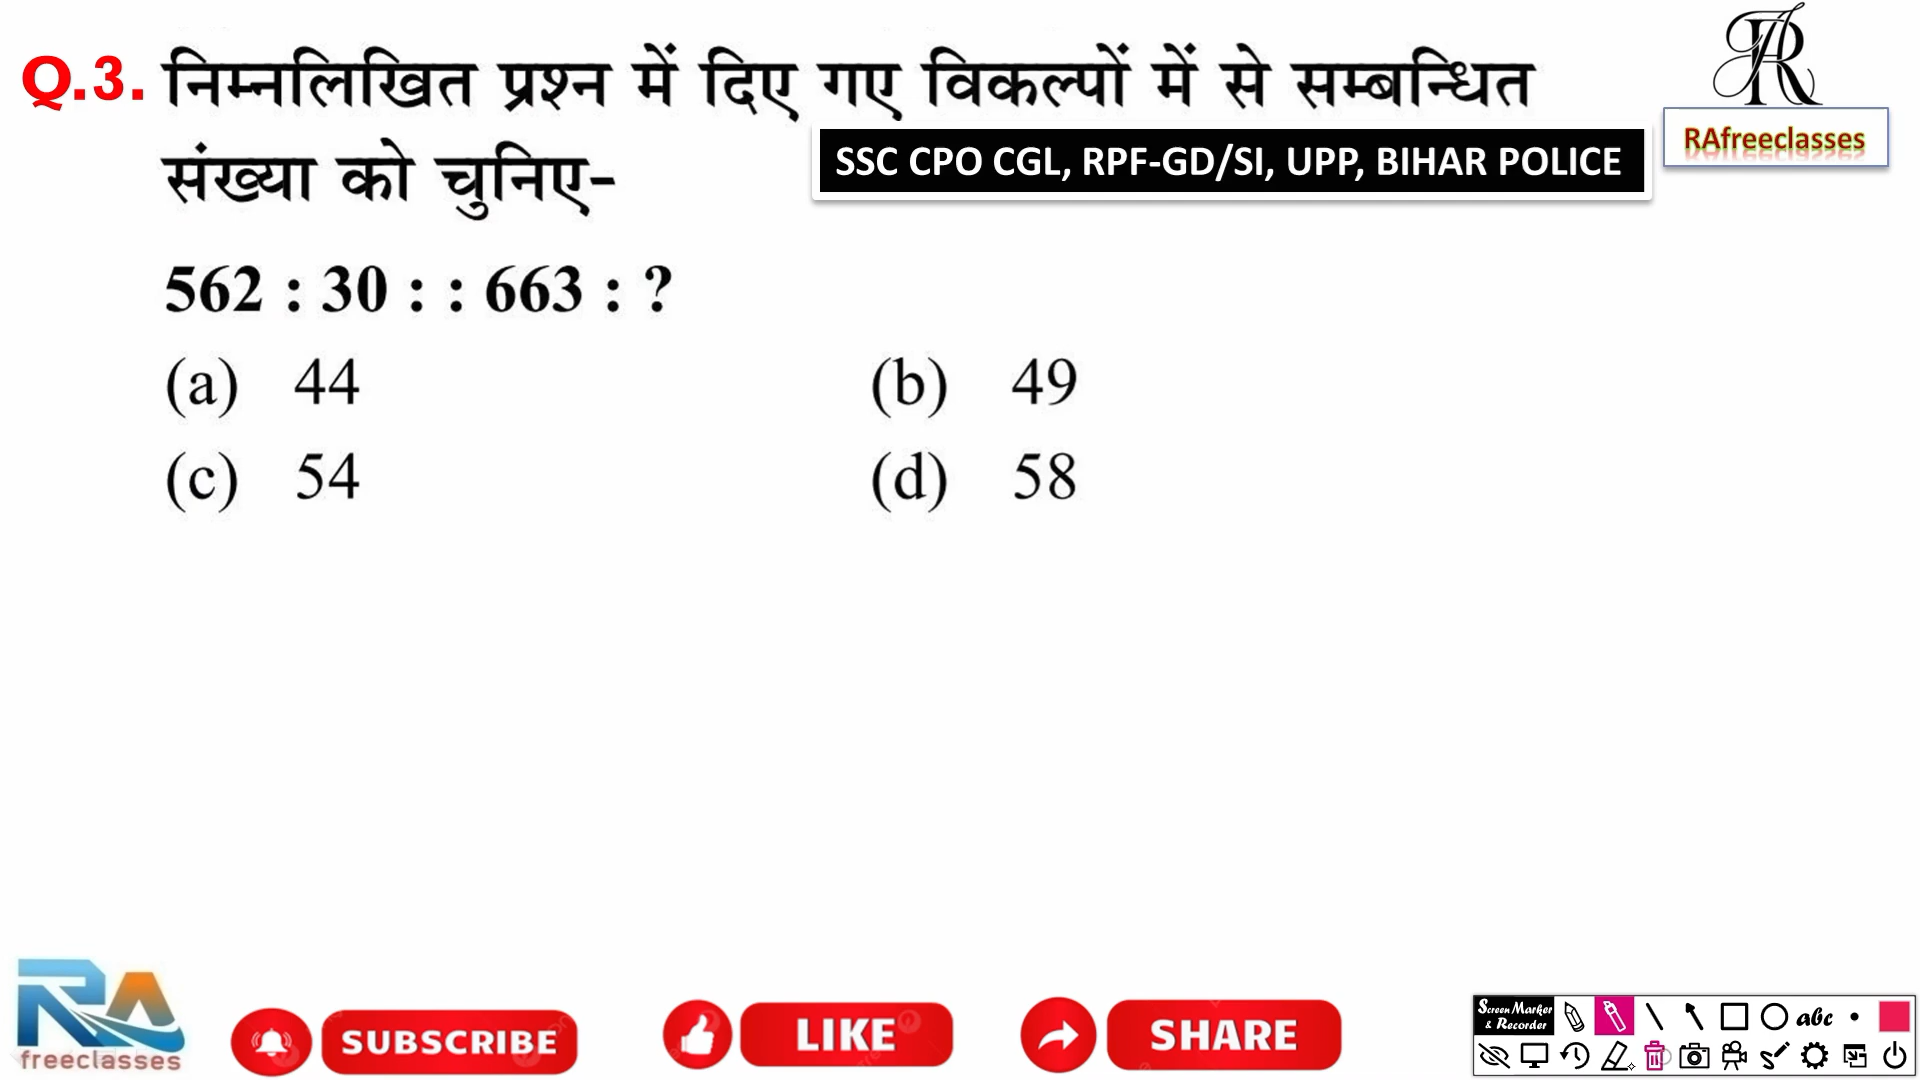 Q.3. निम्नलिखित प्रश्न में दिए गए विकल्पों में से सम्बन्धित
संख्या को चुनिए-
SSC CPO CGL, RPF-GD/SI, UPP, BIHAR POLICE
RAfreeclasses
562 : 30 : : 663 : ?
(a) 44 (b) 49
(c) 54 (d) 58
RA
freeclasses
SUBSCRIBE
LIKE
SHARE
Screen Marker
& Recorder
abc